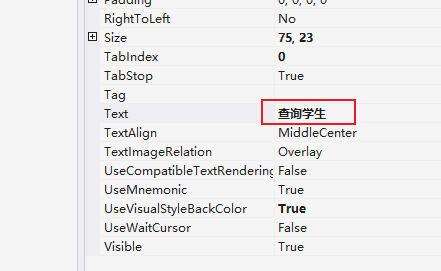 Padding 0, 0, 0, 0
RightToLeft No
Size 75, 23
TabIndex 0
TabStop True
Tag
Text 查询学生
TextAlign MiddleCenter
TextImageRelation Overlay
UseCompatibleTextRendering False
UseMnemonic True
UseVisualStyleBackColor True
UseWaitCursor False
Visible True